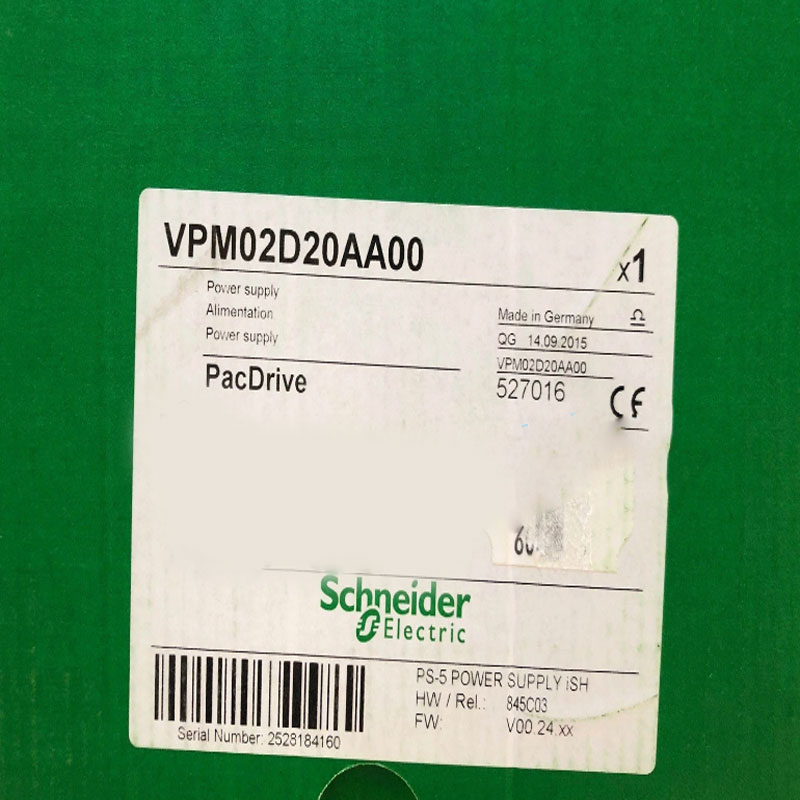 VPM02D20AA00
x1
Power supply
Alimentation
Power supply
Made in Germany
QG 14.09.2015
VPM02D20AA00
527016
PacDrive
CE
Schneider
Electric
PS-5 POWER SUPPLY iSH
HW / Rel.: 845C03
FW: V00.24.xx
Serial Number: 2528184160